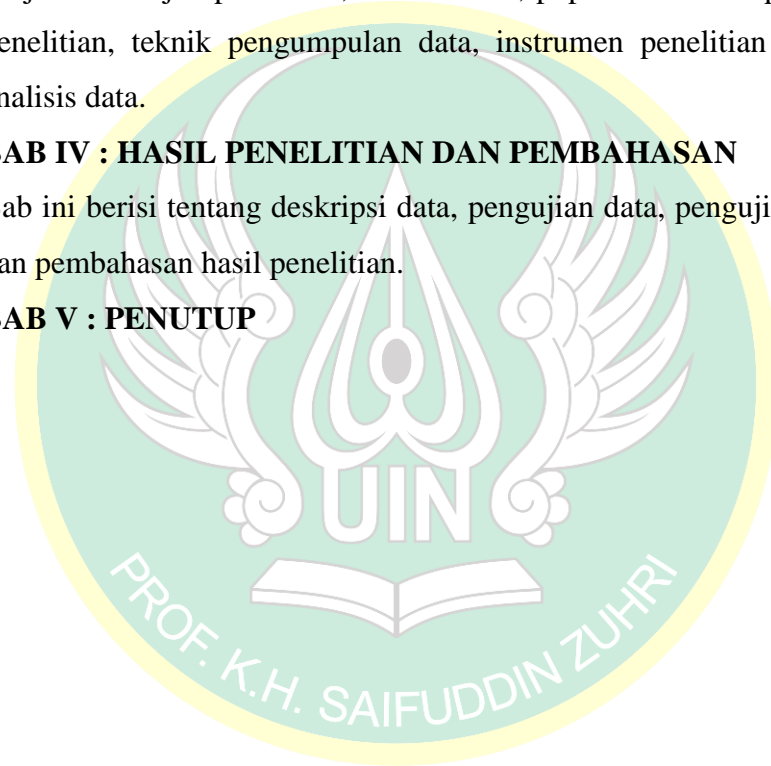 penelitian, teknik pengumpulan data, instrumen penelitian
analisis data.
BAB IV : HASIL PENELITIAN DAN PEMBAHASAN
Bab ini berisi tentang deskripsi data, pengujian data,
dan pembahasan hasil penelitian.
BAB V : PENUTUP
UIN
PROF. K.H. SAIFUDDIN ZUHRI